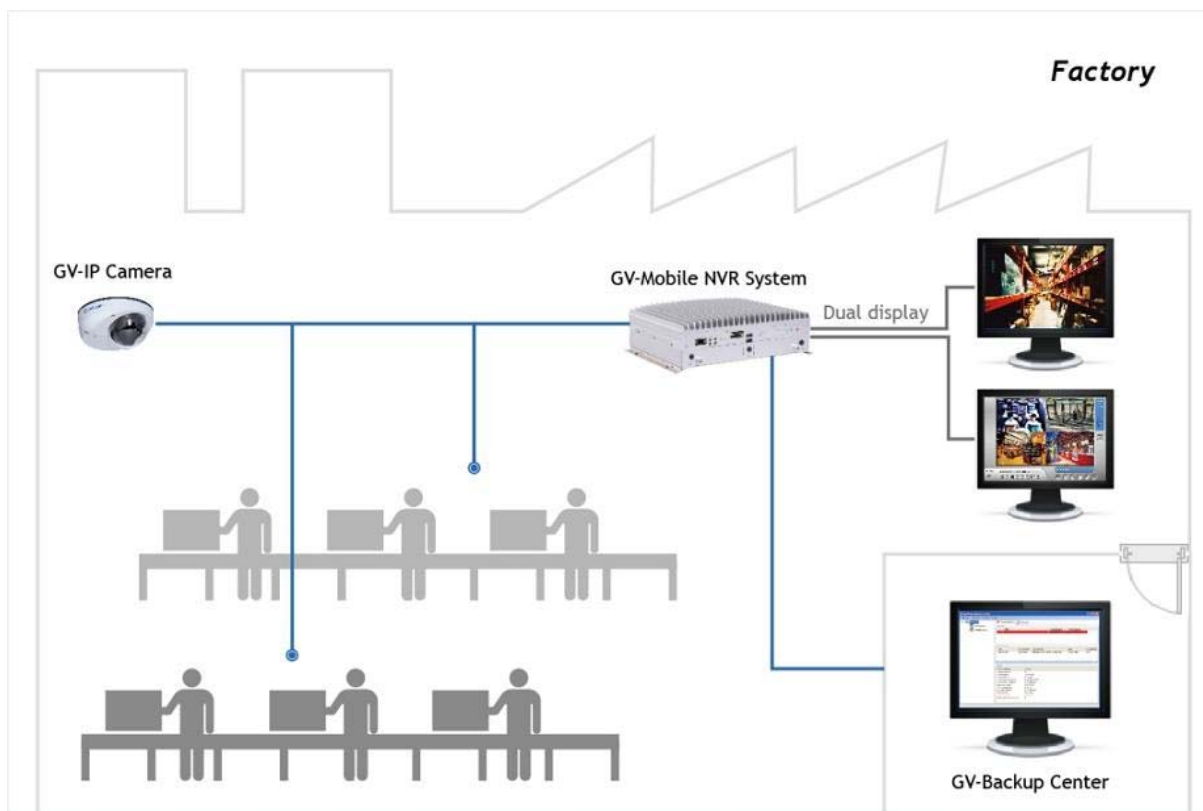 Factory
GV-IP Camera
GV-Mobile NVR System
Dual display
GV-Backup Center